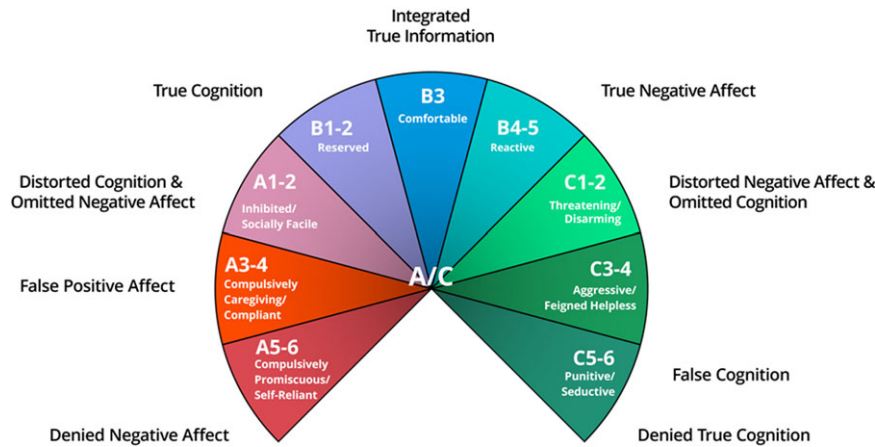 Integrated
True Information
True Cognition
True Negative Affect
B3
Comfortable
B1-2
Reserved
B4-5
Reactive
Distorted Cognition &
Omitted Negative Affect
A1-2
Inhibited/
Socially Facile
C1-2
Threatening/
Disarming
Distorted Negative Affect &
Omitted Cognition
False Positive Affect
A3-4
Compulsively
Caregiving/
Compliant
A/C
C3-4
Aggressive/
Feigned Helpless
A5-6
Compulsively
Promiscuous/
Self-Reliant
C5-6
Punitive/
Seductive
False Cognition
Denied Negative Affect
Denied True Cognition